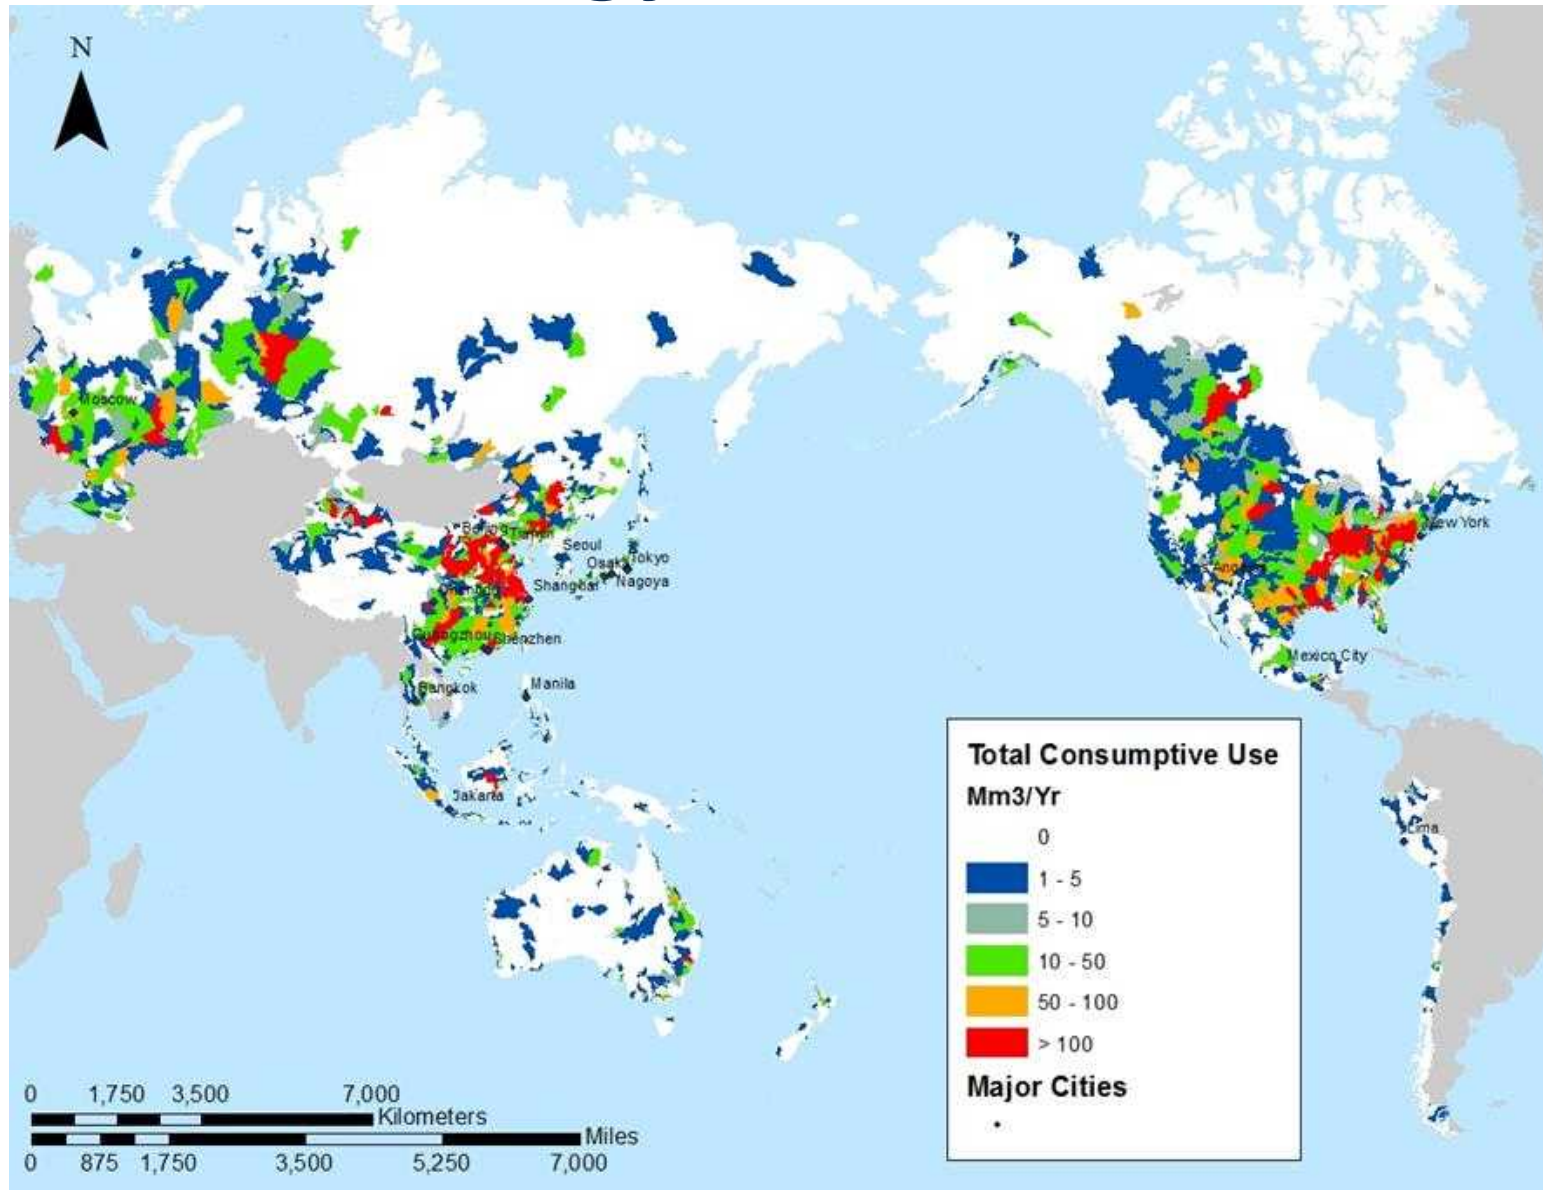 N
Moscow
Beijing
Tianjin
Seoul
Tokyo
Osaka
Nagoya
Shanghai
Chengdu
Guangzhou
Shenzhen
Bangkok
Manila
Jakarta
New York
Mexico City
Lima
Total Consumptive Use
Mm3/Yr
0
1 - 5
5 - 10
10 - 50
50 - 100
> 100
Major Cities
0 1,750 3,500 7,000
Kilometers
Miles
0 875 1,750 3,500 5,250 7,000